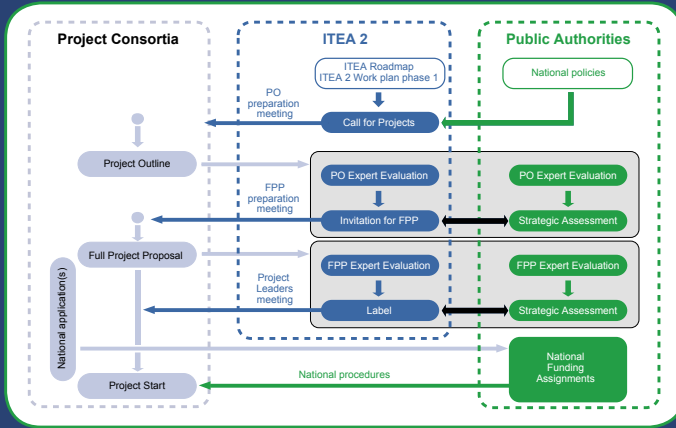 Project Consortia
ITEA 2
Public Authorities
ITEA Roadmap
ITEA 2 Work plan phase 1
National policies
PO
preparation
meeting
Call for Projects
Project Outline
PO Expert Evaluation
PO Expert Evaluation
FPP
preparation
meeting
Invitation for FPP
Strategic Assessment
Full Project Proposal
FPP Expert Evaluation
FPP Expert Evaluation
National application(s)
Project
Leaders
meeting
Label
Strategic Assessment
National
Funding
Assignments
National procedures
Project Start